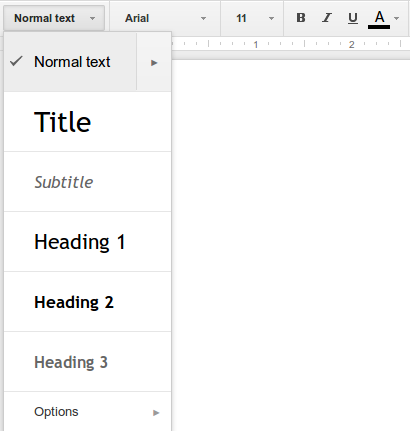 Normal text Arial 11 B I U A
1 2
Normal text
Title
Subtitle
Heading 1
Heading 2
Heading 3
Options